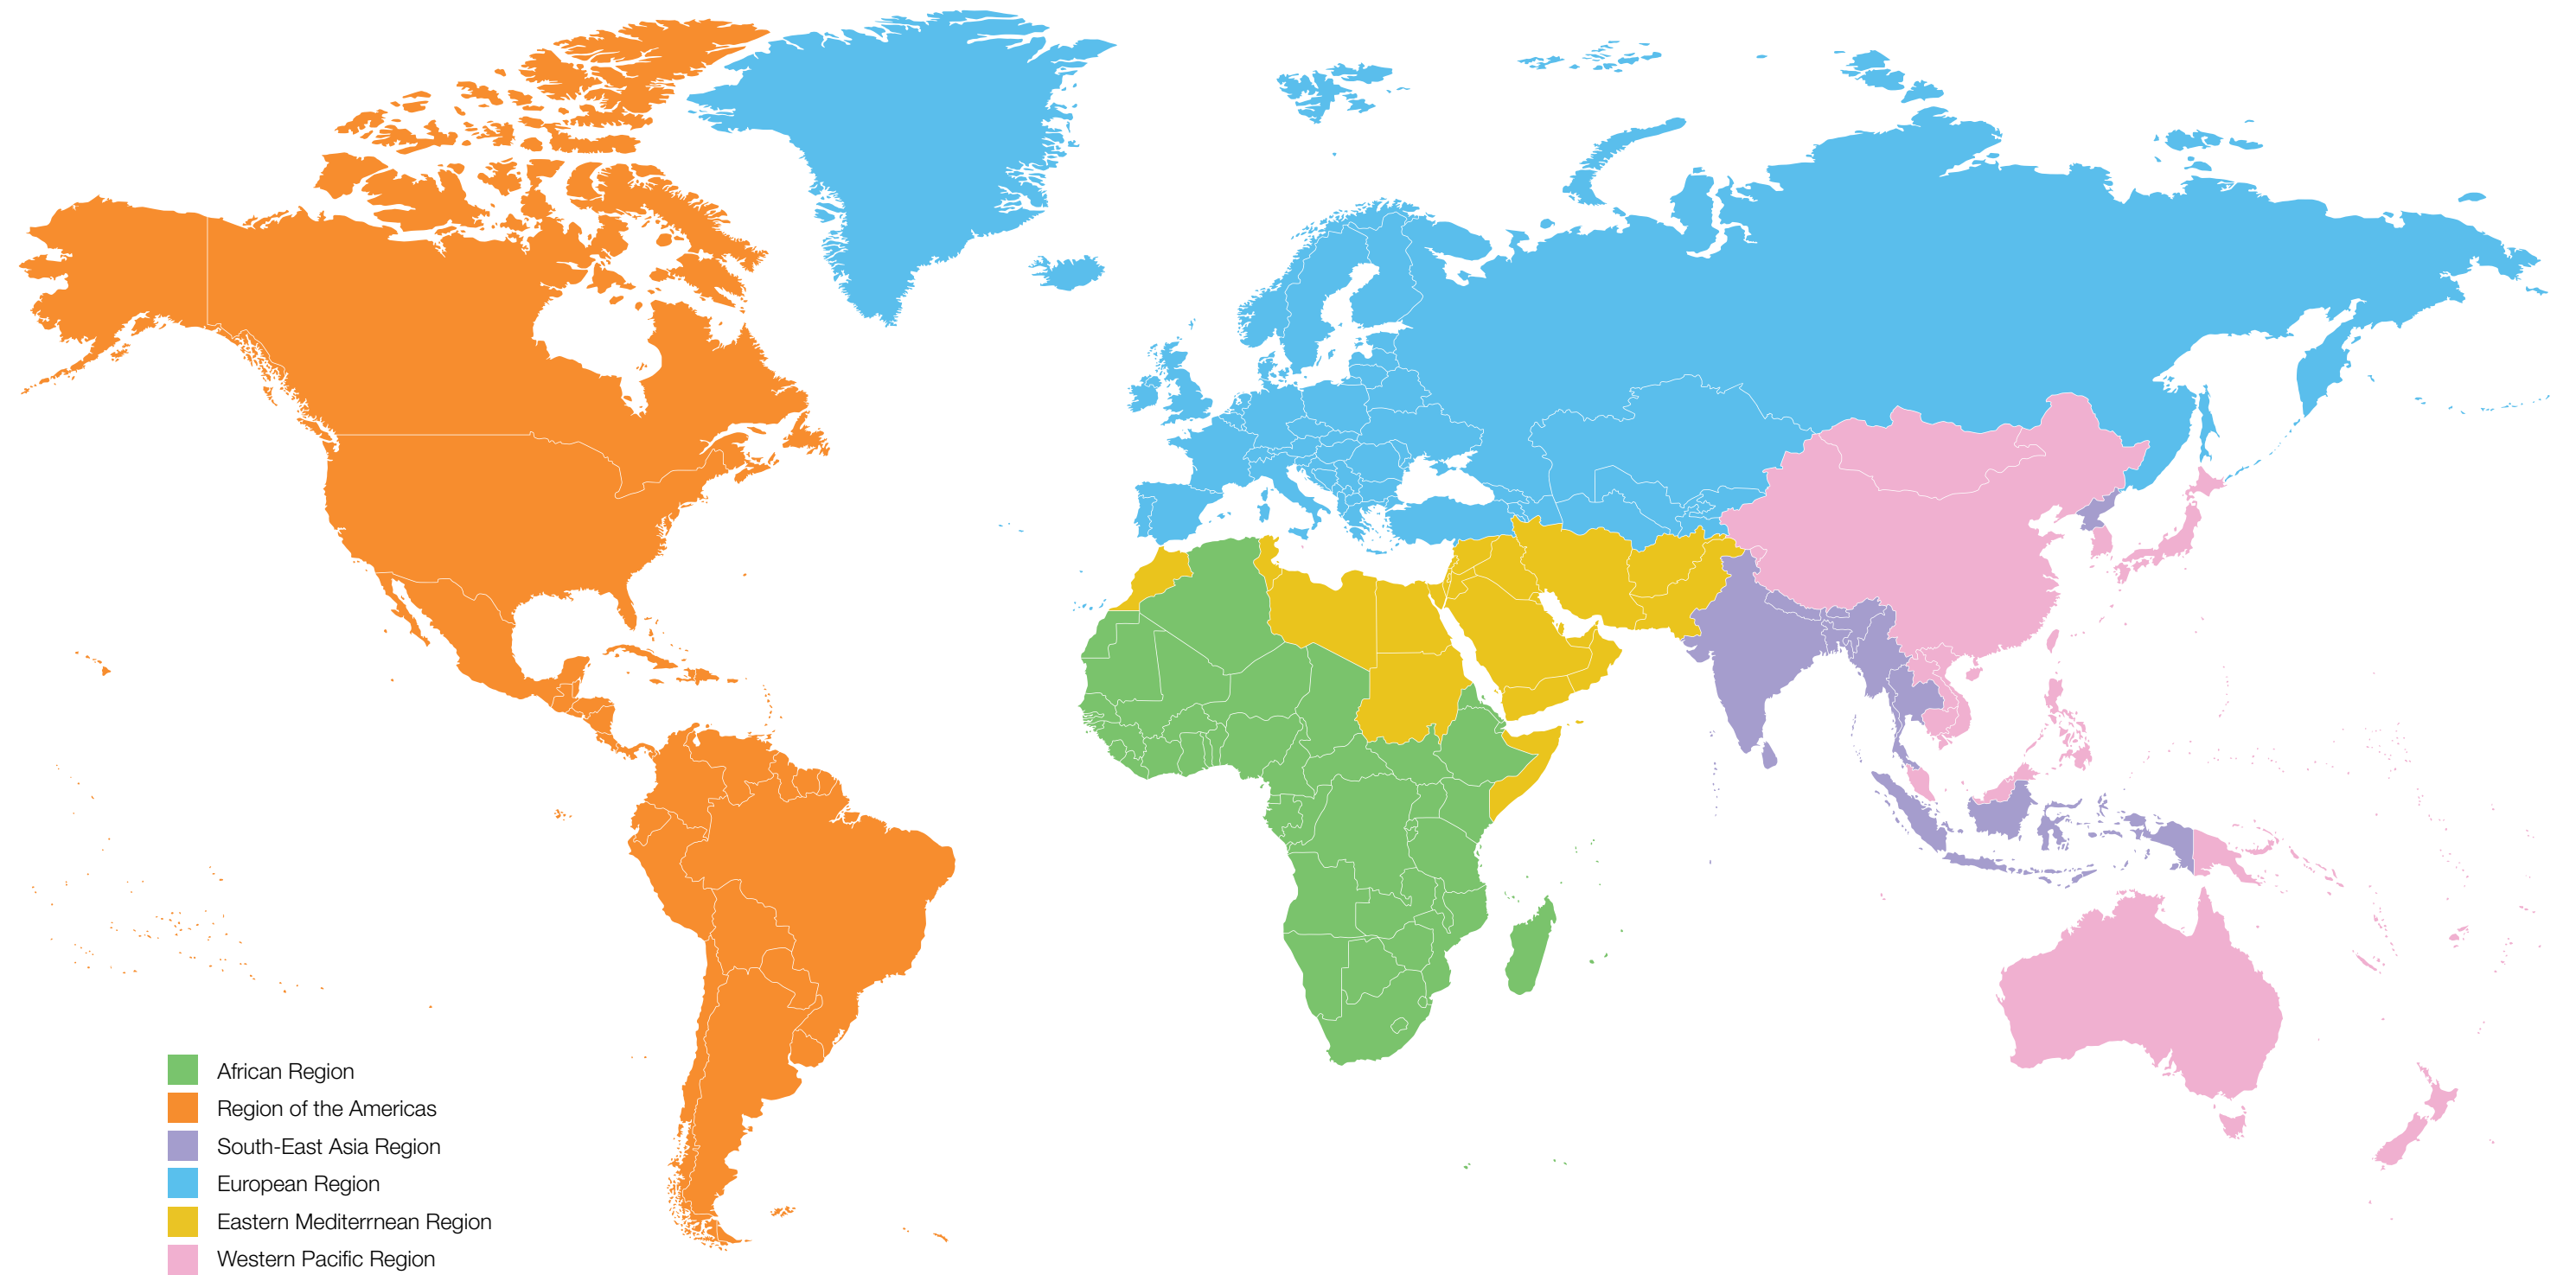 African Region
Region of the Americas
South-East Asia Region
European Region
Eastern Mediterrnean Region
Western Pacific Region